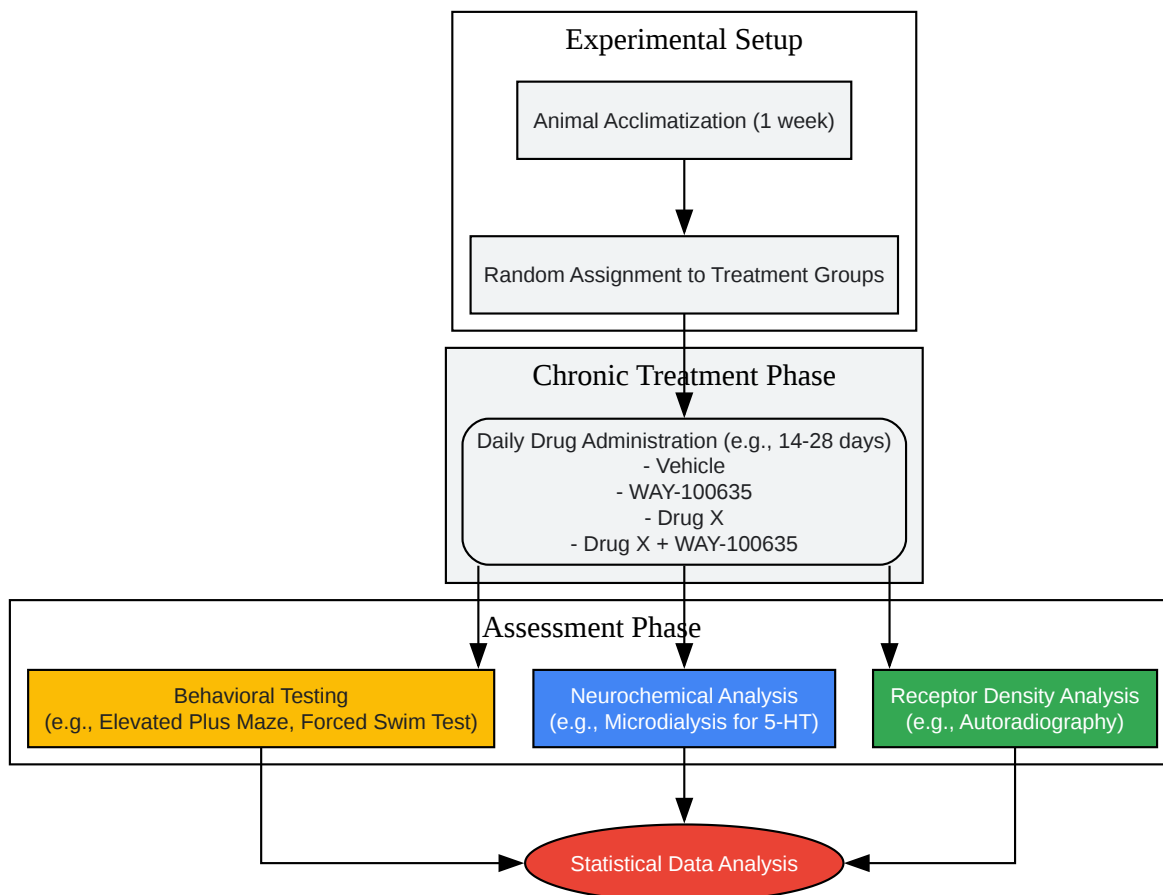 Experimental Setup
Animal Acclimatization (1 week)
Random Assignment to Treatment Groups
Chronic Treatment Phase
Daily Drug Administration (e.g., 14-28 days)
- Vehicle
- WAY-100635
- Drug X
- Drug X + WAY-100635
Assessment Phase
Behavioral Testing
(e.g., Elevated Plus Maze, Forced Swim Test)
Neurochemical Analysis
(e.g., Microdialysis for 5-HT)
Receptor Density Analysis
(e.g., Autoradiography)
Statistical Data Analysis